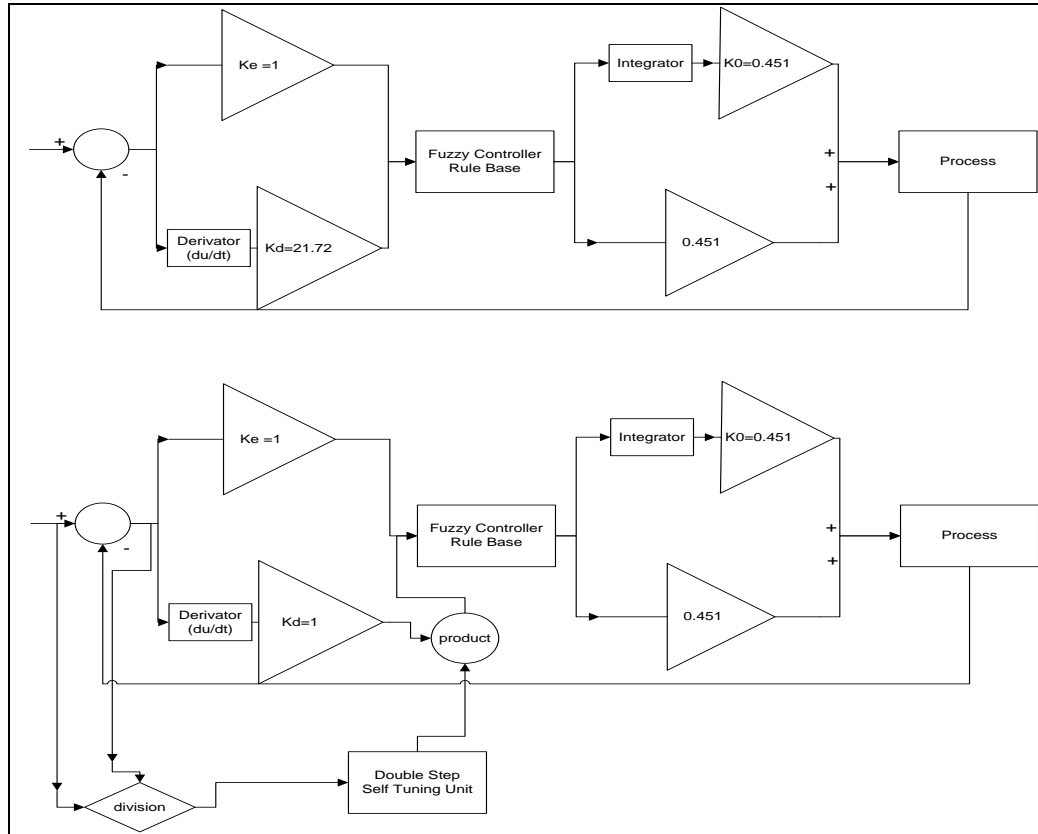 Ke =1
Integrator
K0=0.451
+
-
Fuzzy Controller
Rule Base
+
+
Process
Derivator
(du/dt)
Kd=21.72
0.451
Ke =1
Integrator
K0=0.451
+
-
Fuzzy Controller
Rule Base
+
+
Process
Derivator
(du/dt)
Kd=1
product
0.451
Double Step
Self Tuning Unit
division